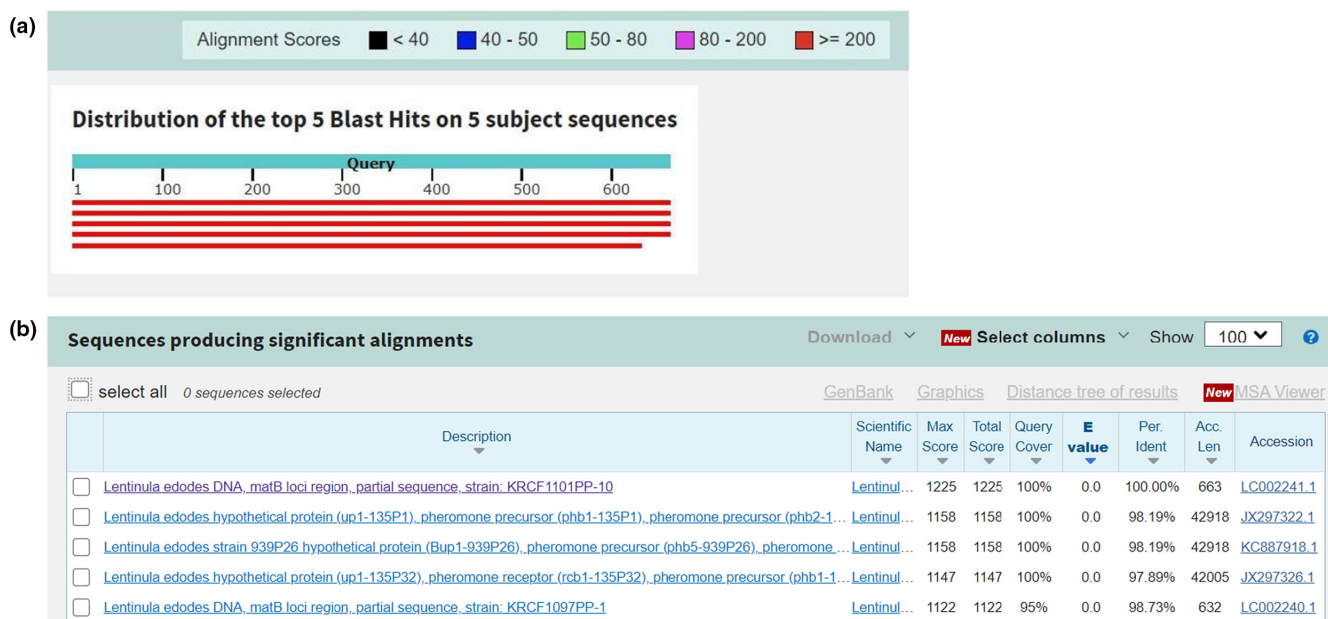 (a)
Alignment Scores < 40 40 - 50 50 - 80 80 - 200 >= 200
Distribution of the top 5 Blast Hits on 5 subject sequences
Query
1 100 200 300 400 500 600
(b)
Sequences producing significant alignments Download New Select columns Show 100 ?
select all 0 sequences selected GenBank Graphics Distance tree of results New MSA Viewer
Description Scientific Name Max Score Total Score Query Cover E value Per. Ident Acc. Len Accession
Lentinula edodes DNA, matB loci region, partial sequence, strain: KRCF1101PP-10 Lentinul... 1225 1225 100% 0.0 100.00% 663 LC002241.1
Lentinula edodes hypothetical protein (up1-135P1), pheromone precursor (phb1-135P1), pheromone precursor (phb2-1... Lentinul... 1158 1158 100% 0.0 98.19% 42918 JX297322.1
Lentinula edodes strain 939P26 hypothetical protein (Bup1-939P26), pheromone precursor (phb5-939P26), pheromone ... Lentinul... 1158 1158 100% 0.0 98.19% 42918 KC887918.1
Lentinula edodes hypothetical protein (up1-135P32), pheromone receptor (rcb1-135P32), pheromone precursor (phb1-1... Lentinul... 1147 1147 100% 0.0 97.89% 42005 JX297326.1
Lentinula edodes DNA, matB loci region, partial sequence, strain: KRCF1097PP-1 Lentinul... 1122 1122 95% 0.0 98.73% 632 LC002240.1